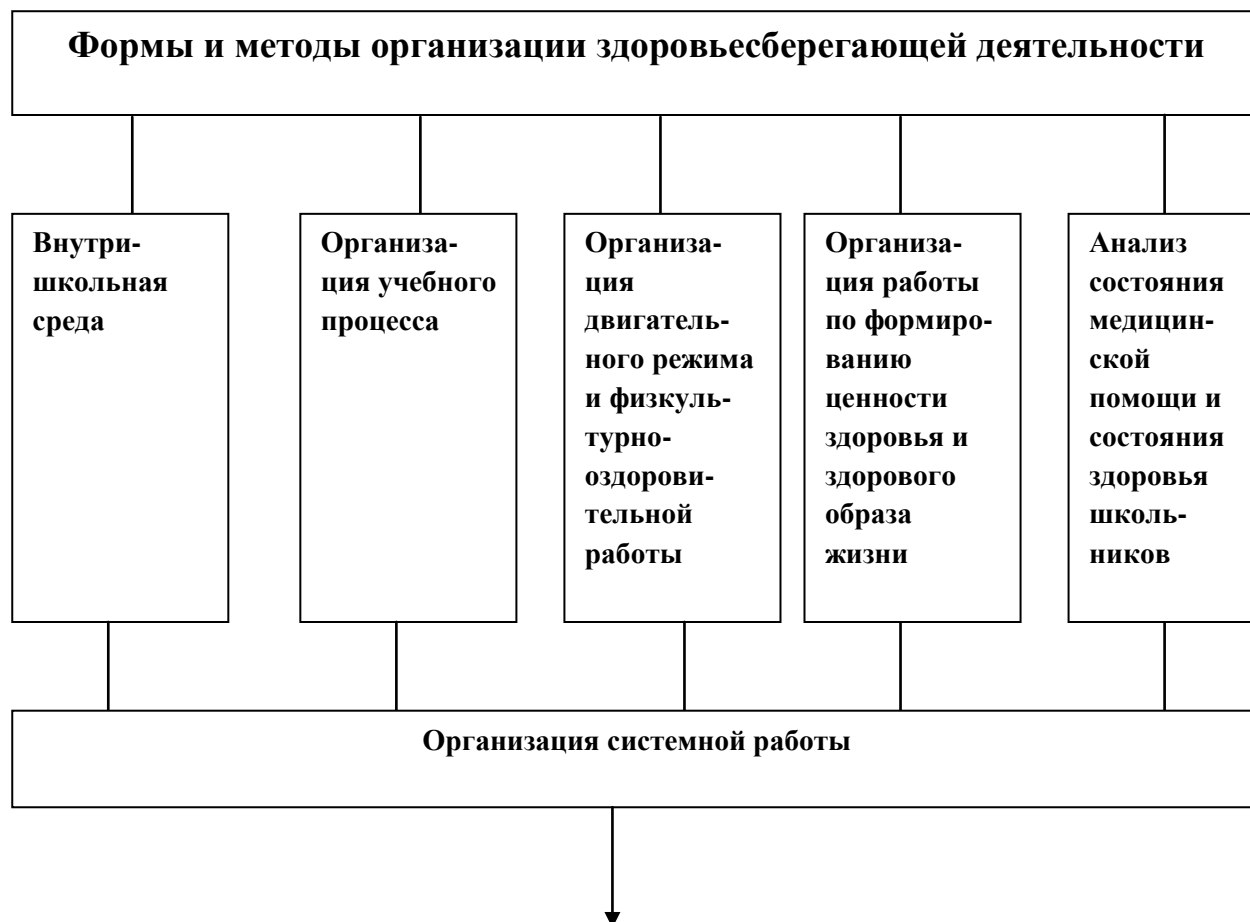 Формы и методы организации здоровьесберегающей деятельности
Внутри-
школьная
среда
Организа-
ция учебного
процесса
Организа-
ция
двигатель-
ного режима
и физкуль-
турно-
оздорови-
тельной
работы
Организа-
ция работы
по формиро-
ванию
ценности
здоровья и
здорового
образа
жизни
Анализ
состояния
медицин-
ской
помощи и
состояния
здоровья
школь-
ников
Организация системной работы